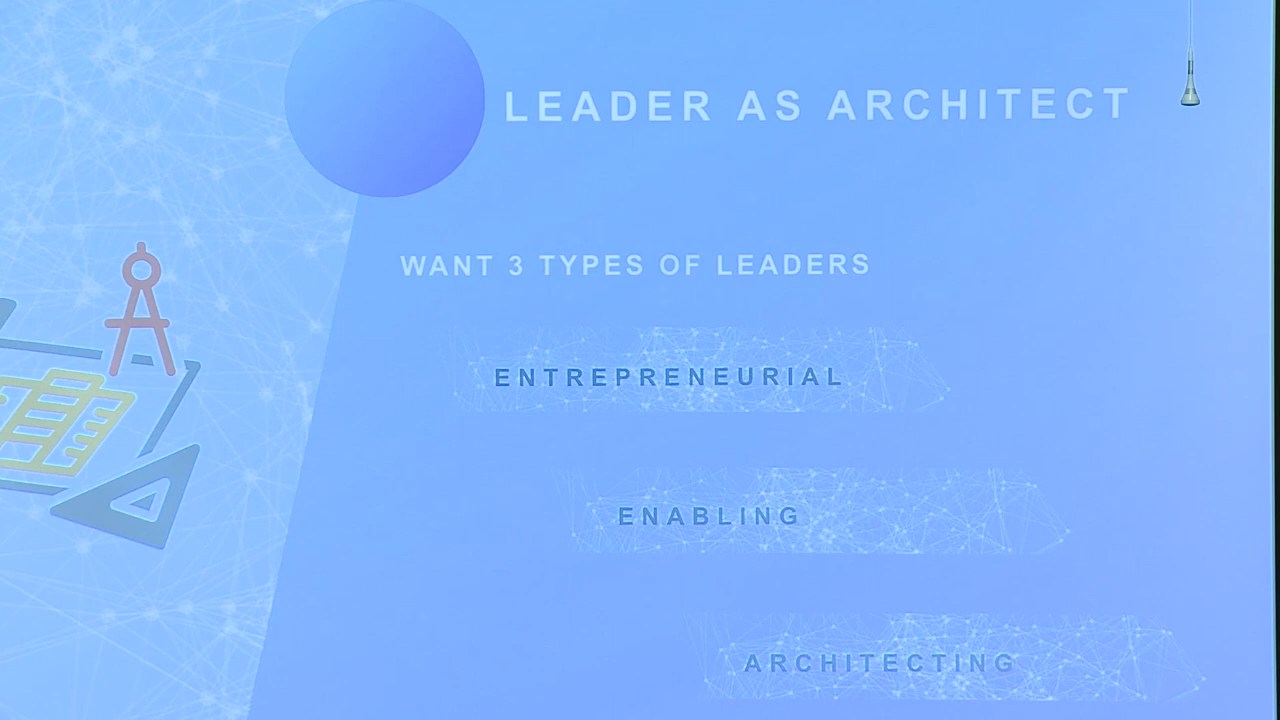 LEADER AS ARCHITECT
WANT 3 TYPES OF LEADERS
ENTREPRENEURIAL
ENABLING
ARCHITECTING